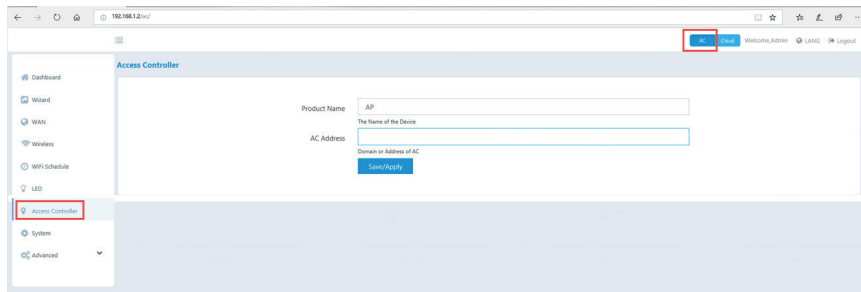 192.168.1.2/ac/
AC Cloud Welcome,Admin LANG Logout
Access Controller
Dashboard
Wizard
WAN
Wireless
WiFi Schedule
LED
Access Controller
System
Advanced
Product Name AP
The Name of the Device
AC Address
Domain or Address of AC
Save/Apply